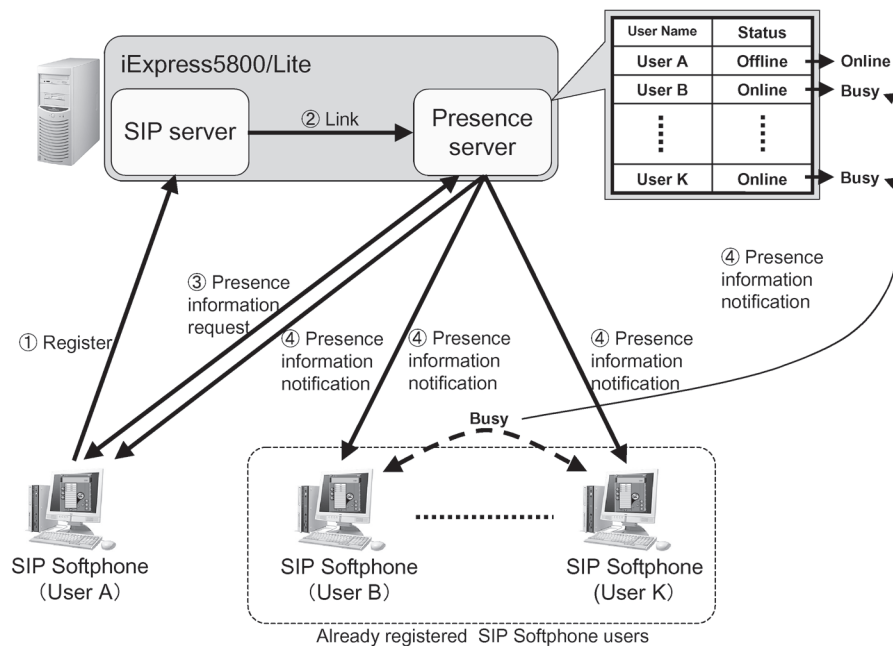 iExpress5800/Lite
SIP server
② Link
Presence
server
User Name Status
User A Offline Online
User B Online Busy
User K Online Busy
④ Presence
information
notification
③ Presence
information
request
① Register
④ Presence
information
notification
④ Presence
information
notification
④ Presence
information
notification
Busy
SIP Softphone
(User A)
SIP Softphone
(User B)
SIP Softphone
(User K)
Already registered SIP Softphone users